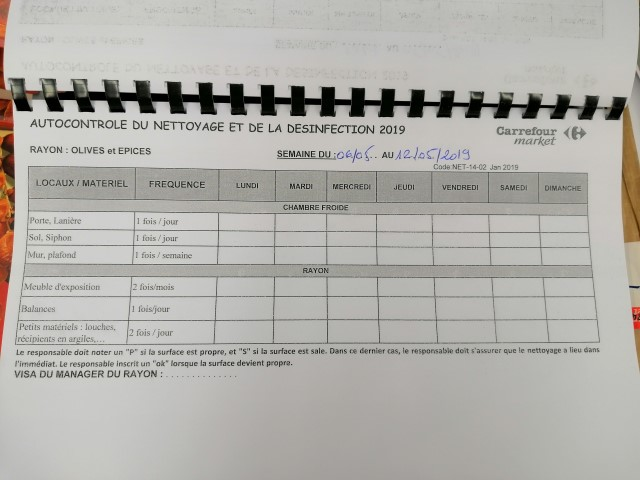 AUTOCONTROLE DU NETTOYAGE ET DE LA DESINFECTION 2019
Carrefour
market
RAYON : OLIVES et EPICES
SEMAINE DU : 06/05.. AU 12/05/2019
Code:NET-14-02 Jan 2019
LOCAUX / MATERIEL FREQUENCE LUNDI MARDI MERCREDI JEUDI VENDREDI SAMEDI DIMANCHE
CHAMBRE FROIDE
Porte, Lanière 1 fois / jour
Sol, Siphon 1 fois / jour
Mur, plafond 1 fois / semaine
RAYON
Meuble d'exposition 2 fois/mois
Balances 1 fois/jour
Petits matériels : louches, récipients en argiles,... 2 fois / jour
Le responsable doit noter un "P" si la surface est propre, et "S" si la surface est sale. Dans ce dernier cas, le responsable doit s'assurer que le nettoyage a lieu dans
l'immédiat. Le responsable inscrit un "ok" lorsque la surface devient propre.
VISA DU MANAGER DU RAYON : . . . . . . . . . . . . . .